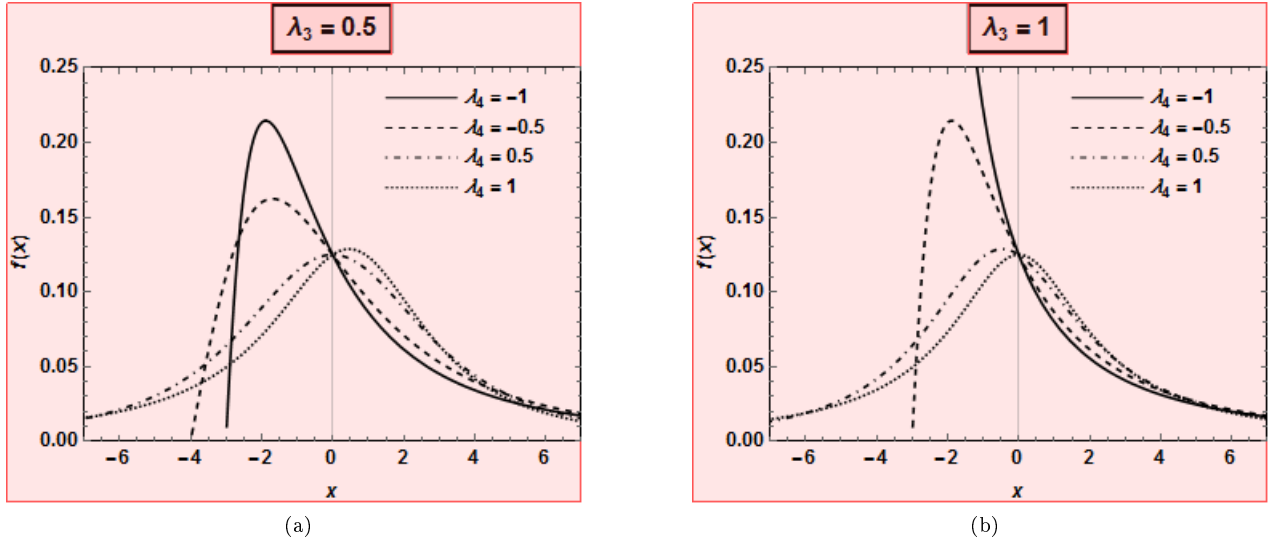 λ₃ = 0.5
0.25
0.20
0.15
0.10
0.05
0.00
f(x)
λ₄ = −1
λ₄ = −0.5
λ₄ = 0.5
λ₄ = 1
−6 −4 −2 0 2 4 6
x
(a)
λ₃ = 1
0.25
0.20
0.15
0.10
0.05
0.00
f(x)
λ₄ = −1
λ₄ = −0.5
λ₄ = 0.5
λ₄ = 1
−6 −4 −2 0 2 4 6
x
(b)